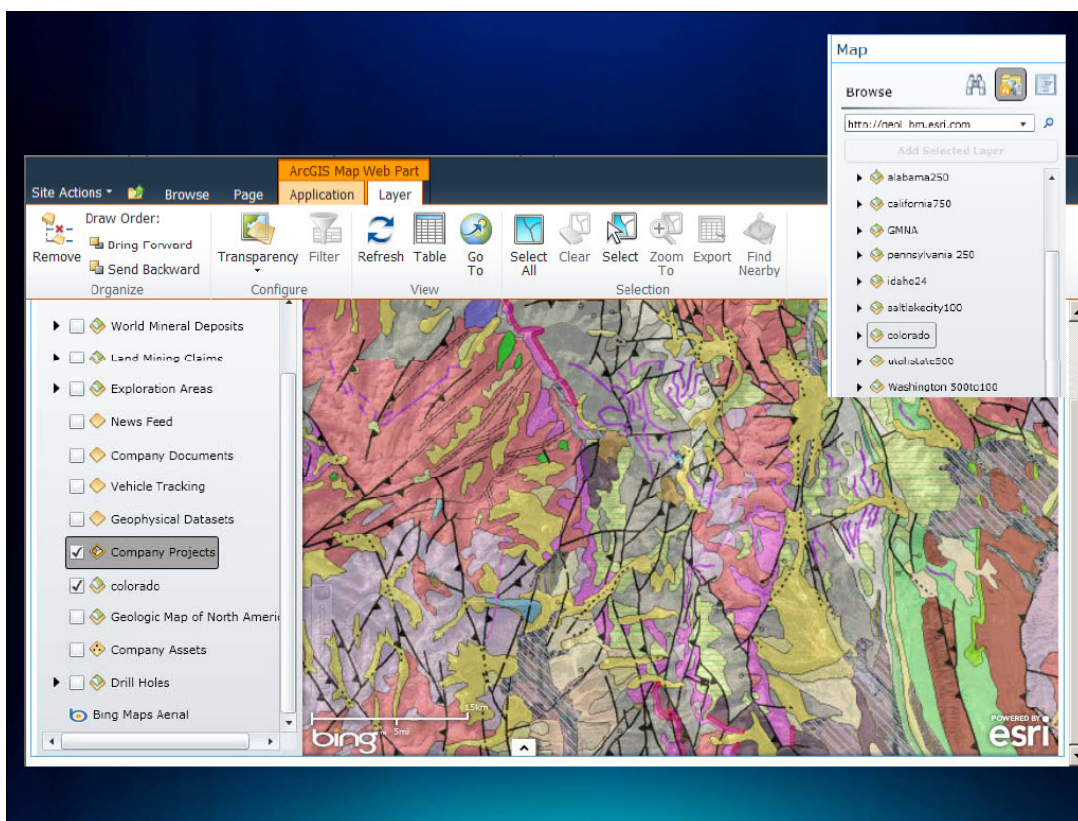 Map
Browse
http://geol_hm.esri.com
Add Selected Layer
alabama250
california750
GMNA
pennsylvania 250
idaho24
saltlakecity100
colorado
utahstate500
Washington 500to100
ArcGIS Map Web Part
Site Actions Browse Page Application Layer
Remove
Draw Order:
Bring Forward
Send Backward
Organize
Transparency Filter
Configure
Refresh Table Go To
View
Select All Clear Select Zoom To Export Find Nearby
Selection
World Mineral Deposits
Land Mining Claims
Exploration Areas
News Feed
Company Documents
Vehicle Tracking
Geophysical Datasets
Company Projects
colorado
Geologic Map of North Ameri
Company Assets
Drill Holes
Bing Maps Aerial
15km
5mi
bing™
POWERED BY
esri